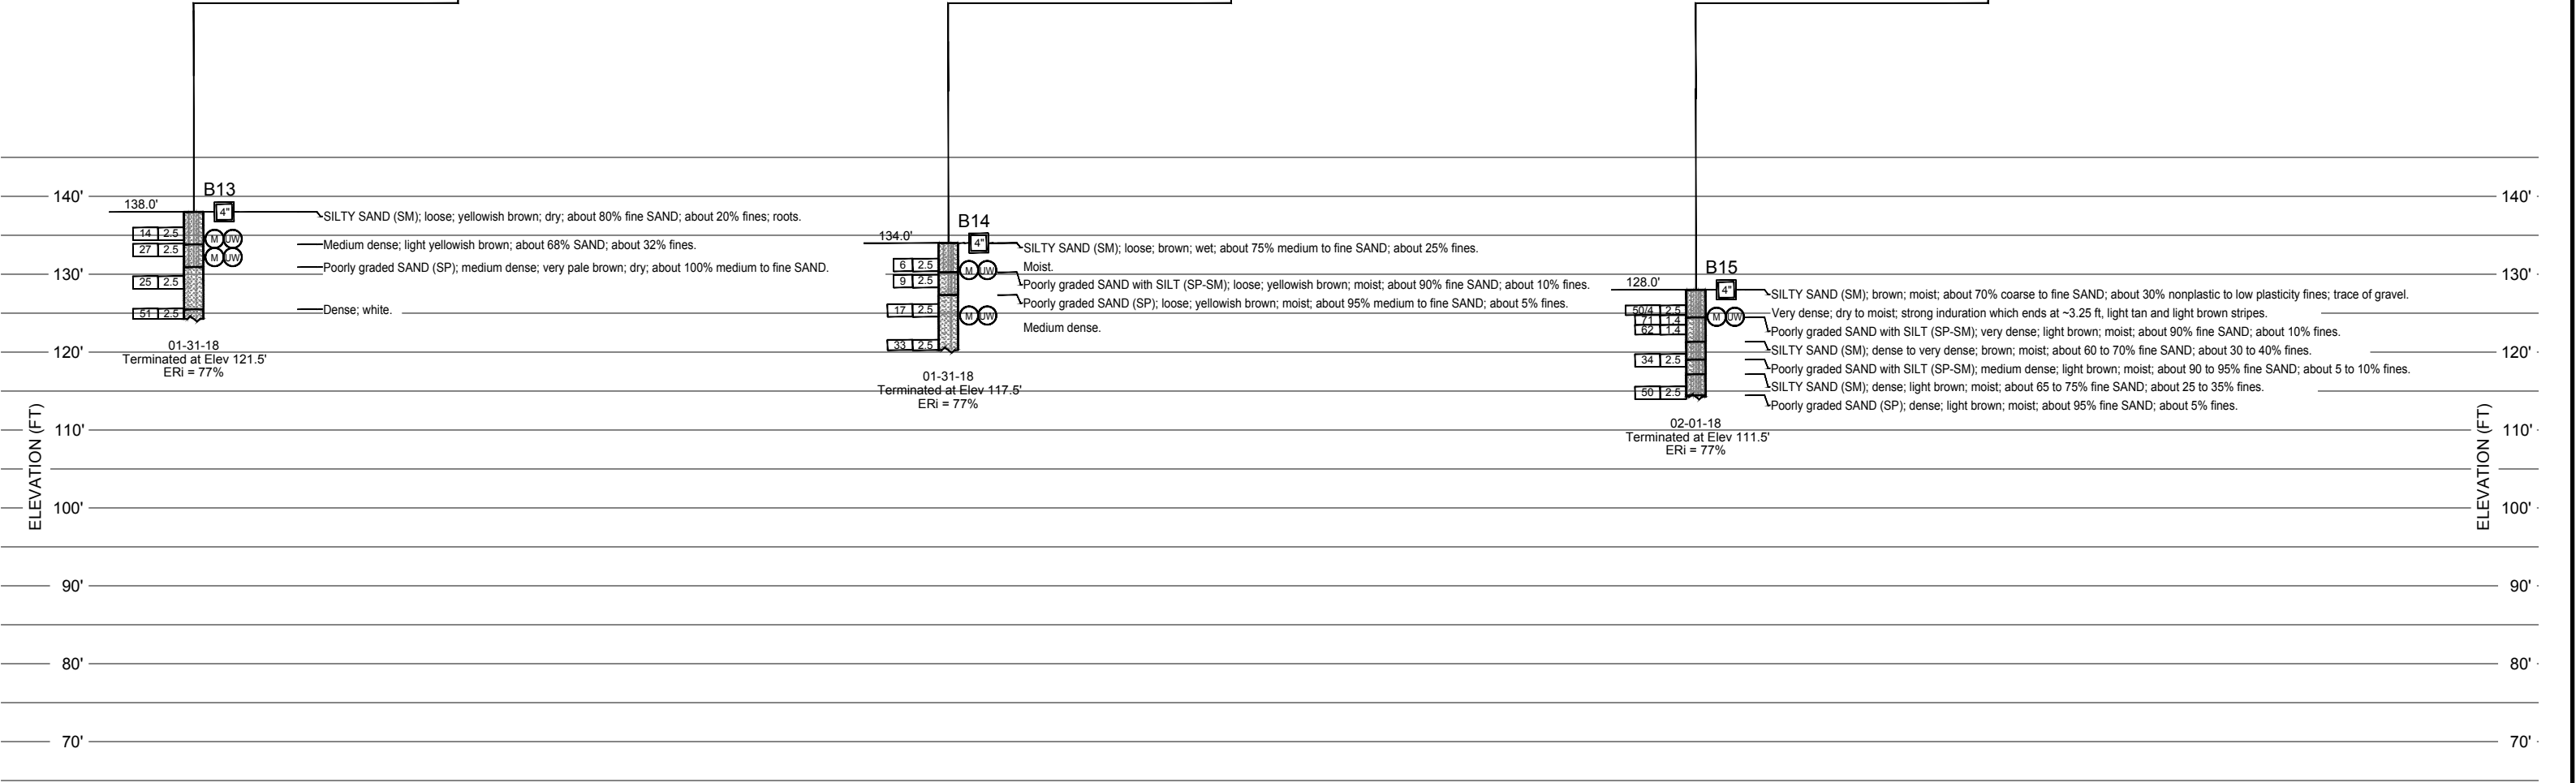 B13
140'
138.0'
4"
SILTY SAND (SM); loose; yellowish brown; dry; about 80% fine SAND; about 20% fines; roots.
14 2.5
M UW
27 2.5
Medium dense; light yellowish brown; about 68% SAND; about 32% fines.
M UW
Poorly graded SAND (SP); medium dense; very pale brown; dry; about 100% medium to fine SAND.
25 2.5
51 2.5
Dense; white.
01-31-18
Terminated at Elev 121.5'
ERi = 77%
B14
134.0'
4"
SILTY SAND (SM); loose; brown; wet; about 75% medium to fine SAND; about 25% fines.
6 2.5
M UW
Moist.
9 2.5
Poorly graded SAND with SILT (SP-SM); loose; yellowish brown; moist; about 90% fine SAND; about 10% fines.
Poorly graded SAND (SP); loose; yellowish brown; moist; about 95% medium to fine SAND; about 5% fines.
17 2.5
M UW
Medium dense.
33 2.5
01-31-18
Terminated at Elev 117.5'
ERi = 77%
B15
128.0'
4"
SILTY SAND (SM); brown; moist; about 70% coarse to fine SAND; about 30% nonplastic to low plasticity fines; trace of gravel.
50/4 2.5
M UW
Very dense; dry to moist; strong induration which ends at ~3.25 ft, light tan and light brown stripes.
71 1.4
62 1.4
Poorly graded SAND with SILT (SP-SM); very dense; light brown; moist; about 90% fine SAND; about 10% fines.
SILTY SAND (SM); dense to very dense; brown; moist; about 60 to 70% fine SAND; about 30 to 40% fines.
34 2.5
Poorly graded SAND with SILT (SP-SM); medium dense; light brown; moist; about 90 to 95% fine SAND; about 5 to 10% fines.
SILTY SAND (SM); dense; light brown; moist; about 65 to 75% fine SAND; about 25 to 35% fines.
50 2.5
Poorly graded SAND (SP); dense; light brown; moist; about 95% fine SAND; about 5% fines.
02-01-18
Terminated at Elev 111.5'
ERi = 77%
130'
120'
110'
100'
90'
80'
70'
ELEVATION (FT)
140'
130'
120'
110'
100'
90'
80'
70'
ELEVATION (FT)